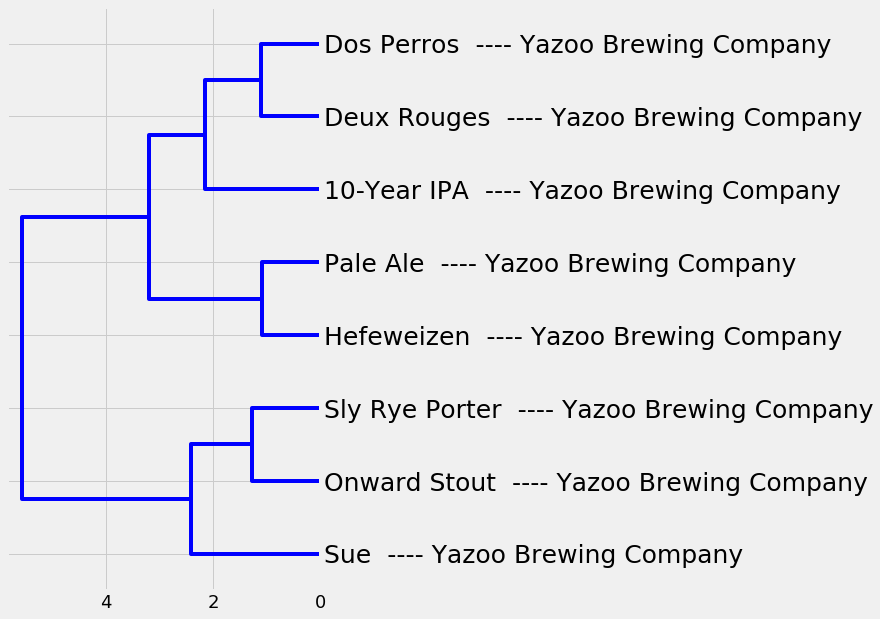 Dos Perros  ---- Yazoo Brewing Company
Deux Rouges  ---- Yazoo Brewing Company
10-Year IPA  ---- Yazoo Brewing Company
Pale Ale  ---- Yazoo Brewing Company
Hefeweizen  ---- Yazoo Brewing Company
Sly Rye Porter  ---- Yazoo Brewing Company
Onward Stout  ---- Yazoo Brewing Company
Sue  ---- Yazoo Brewing Company
4 2 0